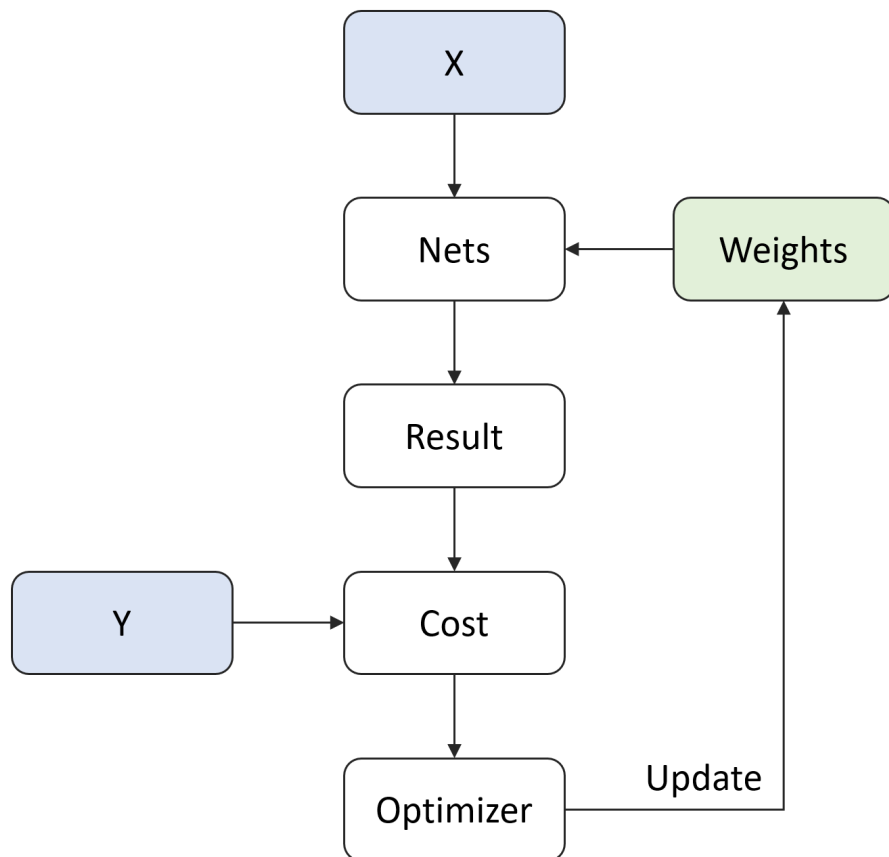 X
Nets
Weights
Result
Y
Cost
Update
Optimizer